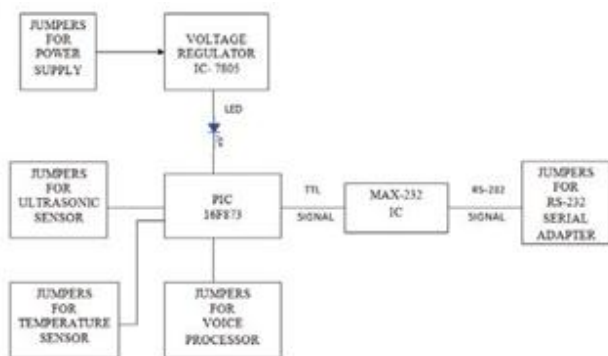 JUMPERS
FOR
POWER
SUPPLY
VOLTAGE
REGULATOR
IC- 7805
LED
JUMPERS
FOR
ULTRASONIC
SENSOR
PIC
16F873
TTL
SIGNAL
MAX-232
IC
RS-202
SIGNAL
JUMPERS
FOR
RS-232
SERIAL
ADAPTER
JUMPERS
FOR
TEMPERATURE
SENSOR
JUMPERS
FOR
VOICE
PROCESSOR